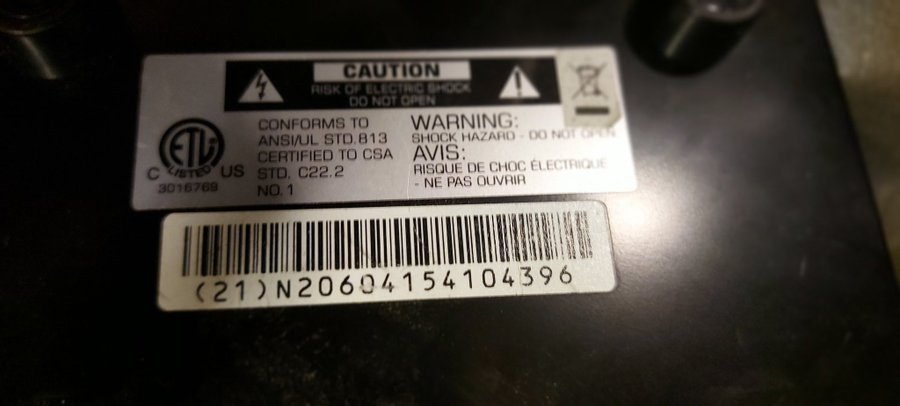 CAUTION
RISK OF ELECTRIC SHOCK
DO NOT OPEN
ETL
LISTED
C US
3016769
CONFORMS TO
ANSI/UL STD.813
CERTIFIED TO CSA
STD. C22.2
NO.1
WARNING:
SHOCK HAZARD - DO NOT OPEN
AVIS:
RISQUE DE CHOC ÉLECTRIQUE
- NE PAS OUVRIR
(21)N20604154104396